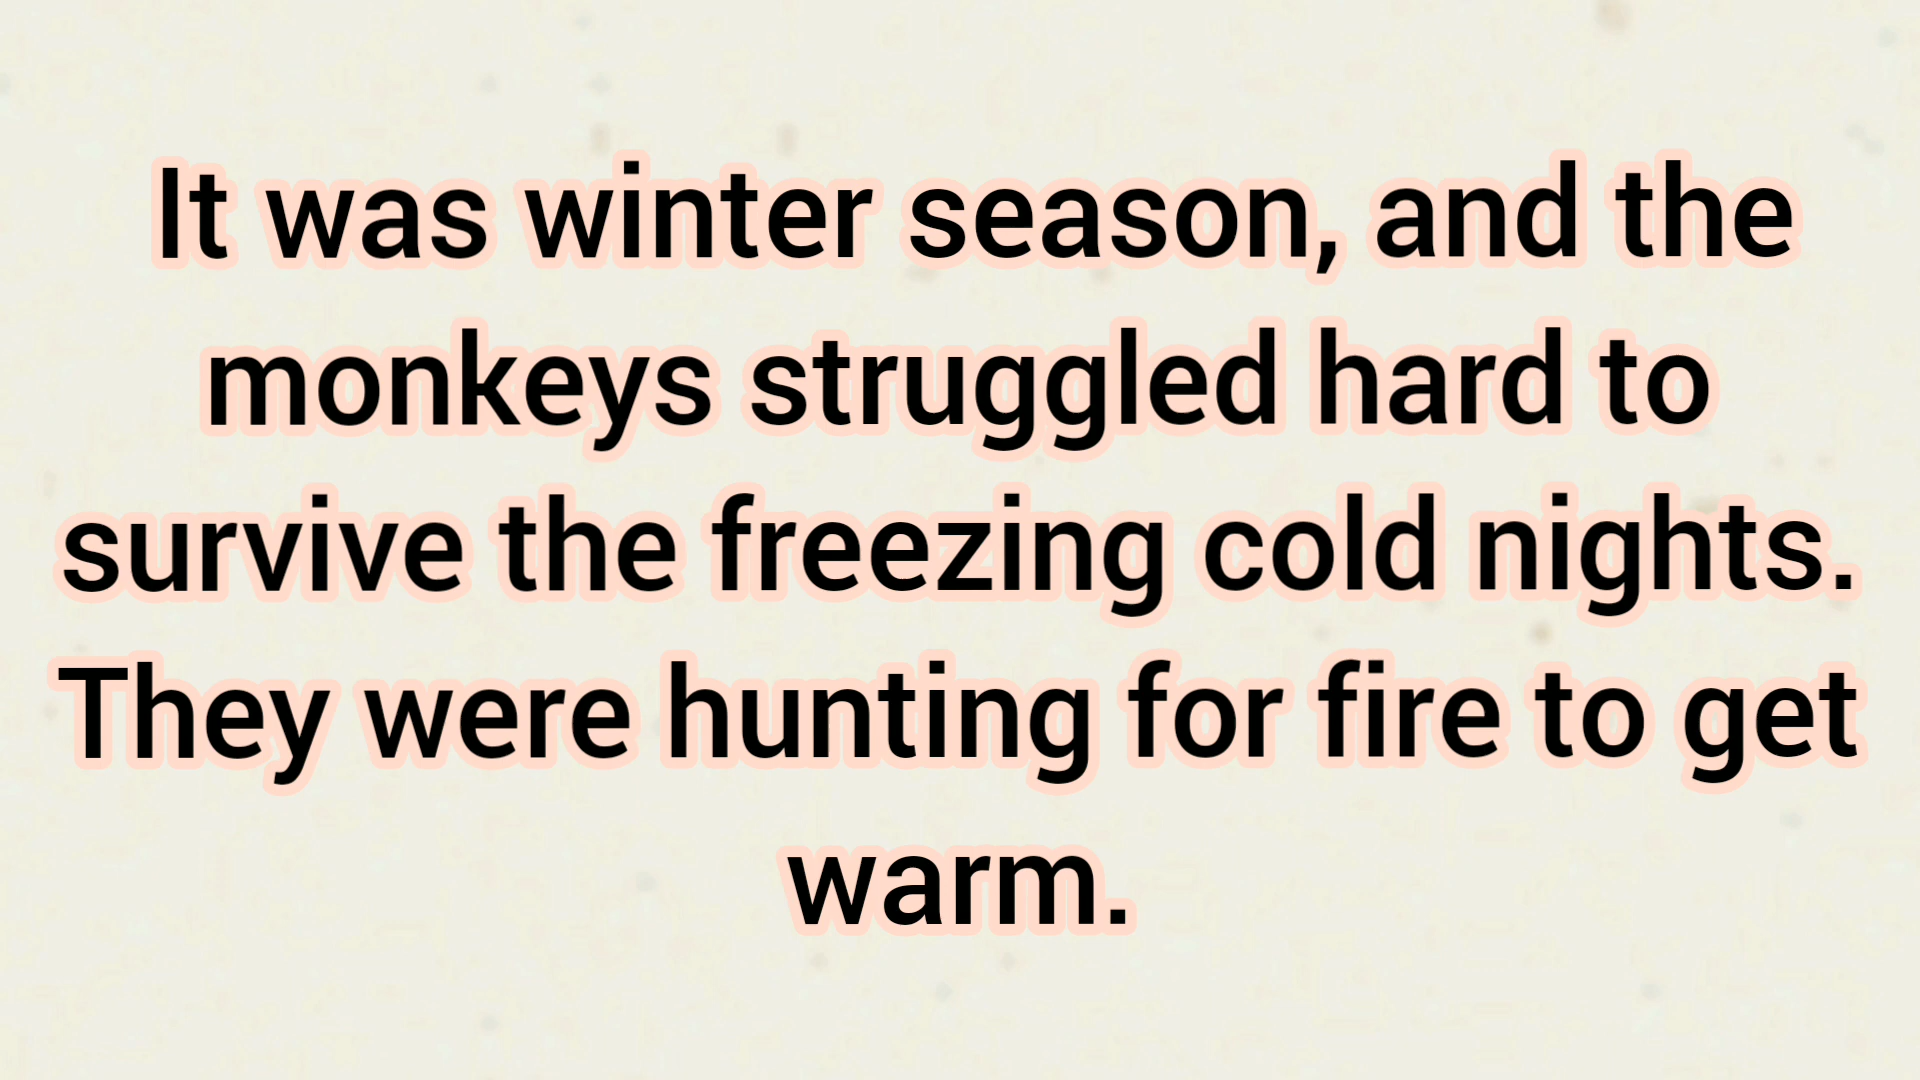 It was winter season, and the
monkeys struggled hard to
survive the freezing cold nights.
They were hunting for fire to get
warm.